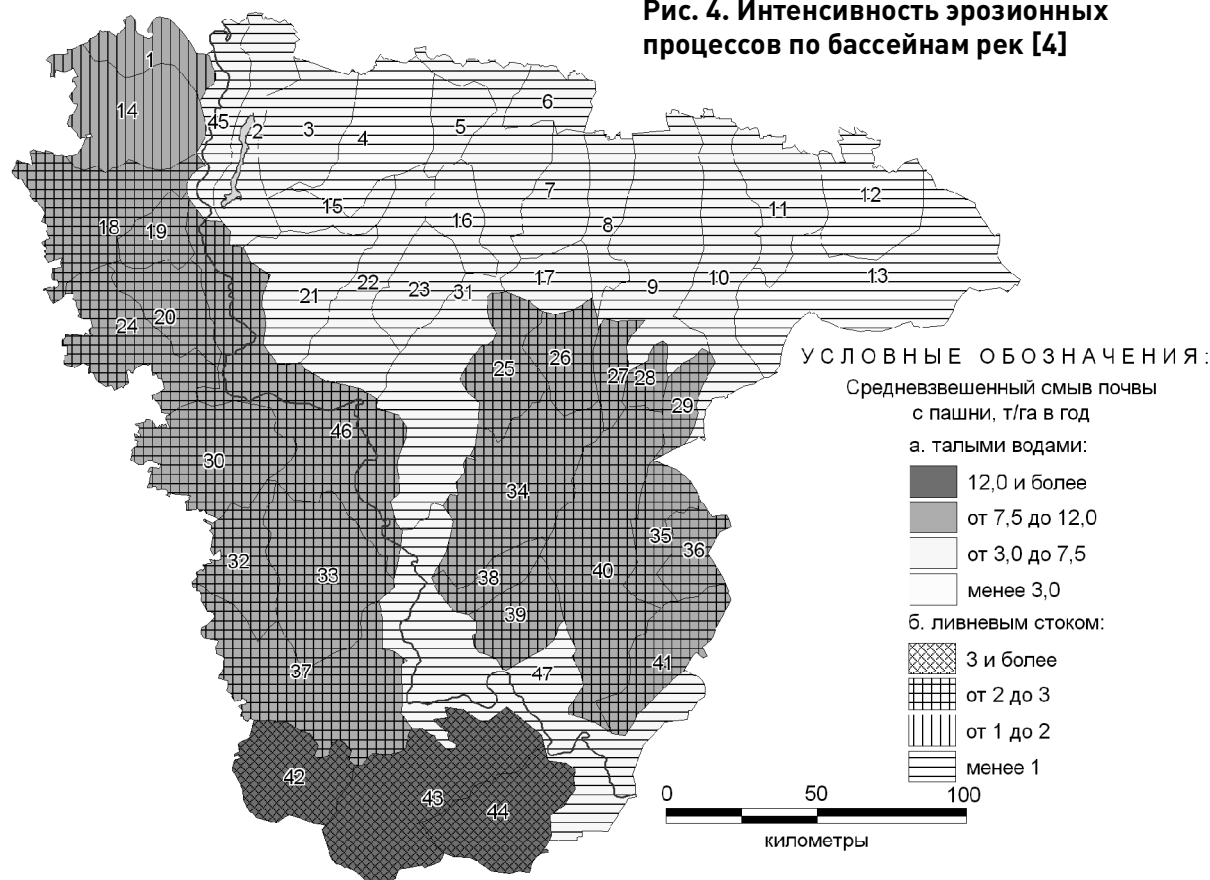 Рис. 4. Интенсивность эрозионных
процессов по бассейнам рек [4]
1
14
45
2
3
4
5
6
7
8
11
12
15
16
18
19
21
22
23
31
17
9
10
13
20
24
25
26
27
28
29
46
30
34
35
36
32
33
38
40
39
37
47
41
42
43
44
УСЛОВНЫЕ ОБОЗНАЧЕНИЯ:
Средневзвешенный смыв почвы
с пашни, т/га в год
а. талыми водами:
12,0 и более
от 7,5 до 12,0
от 3,0 до 7,5
менее 3,0
б. ливневым стоком:
3 и более
от 2 до 3
от 1 до 2
менее 1
0 50 100
километры